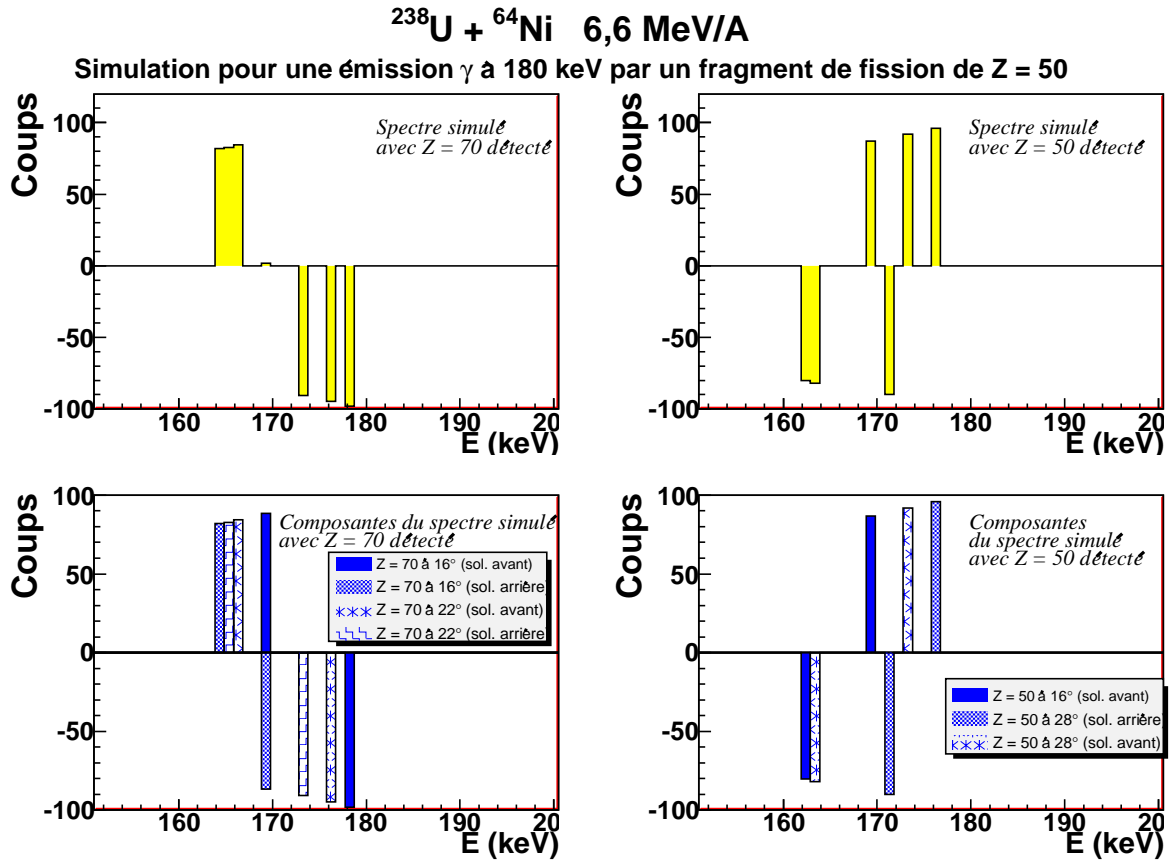 238U + 64Ni 6,6 MeV/A
Simulation pour une émission γ à 180 keV par un fragment de fission de Z = 50
Coups
Spectre simulé
avec Z = 70 détecté
100
50
0
-50
-100
160
170
180
190
20
E (keV)
Coups
Spectre simulé
avec Z = 50 détecté
100
50
0
-50
-100
160
170
180
190
20
E (keV)
Coups
Composantes du spectre simulé
avec Z = 70 détecté
Z = 70 à 16° (sol. avant)
Z = 70 à 16° (sol. arrière
Z = 70 à 22° (sol. avant)
Z = 70 à 22° (sol. arrière
100
50
0
-50
-100
160
170
180
190
20
E (keV)
Coups
Composantes
du spectre simulé
avec Z = 50 détecté
Z = 50 à 16° (sol. avant)
Z = 50 à 28° (sol. arrière
Z = 50 à 28° (sol. avant)
100
50
0
-50
-100
160
170
180
190
20
E (keV)